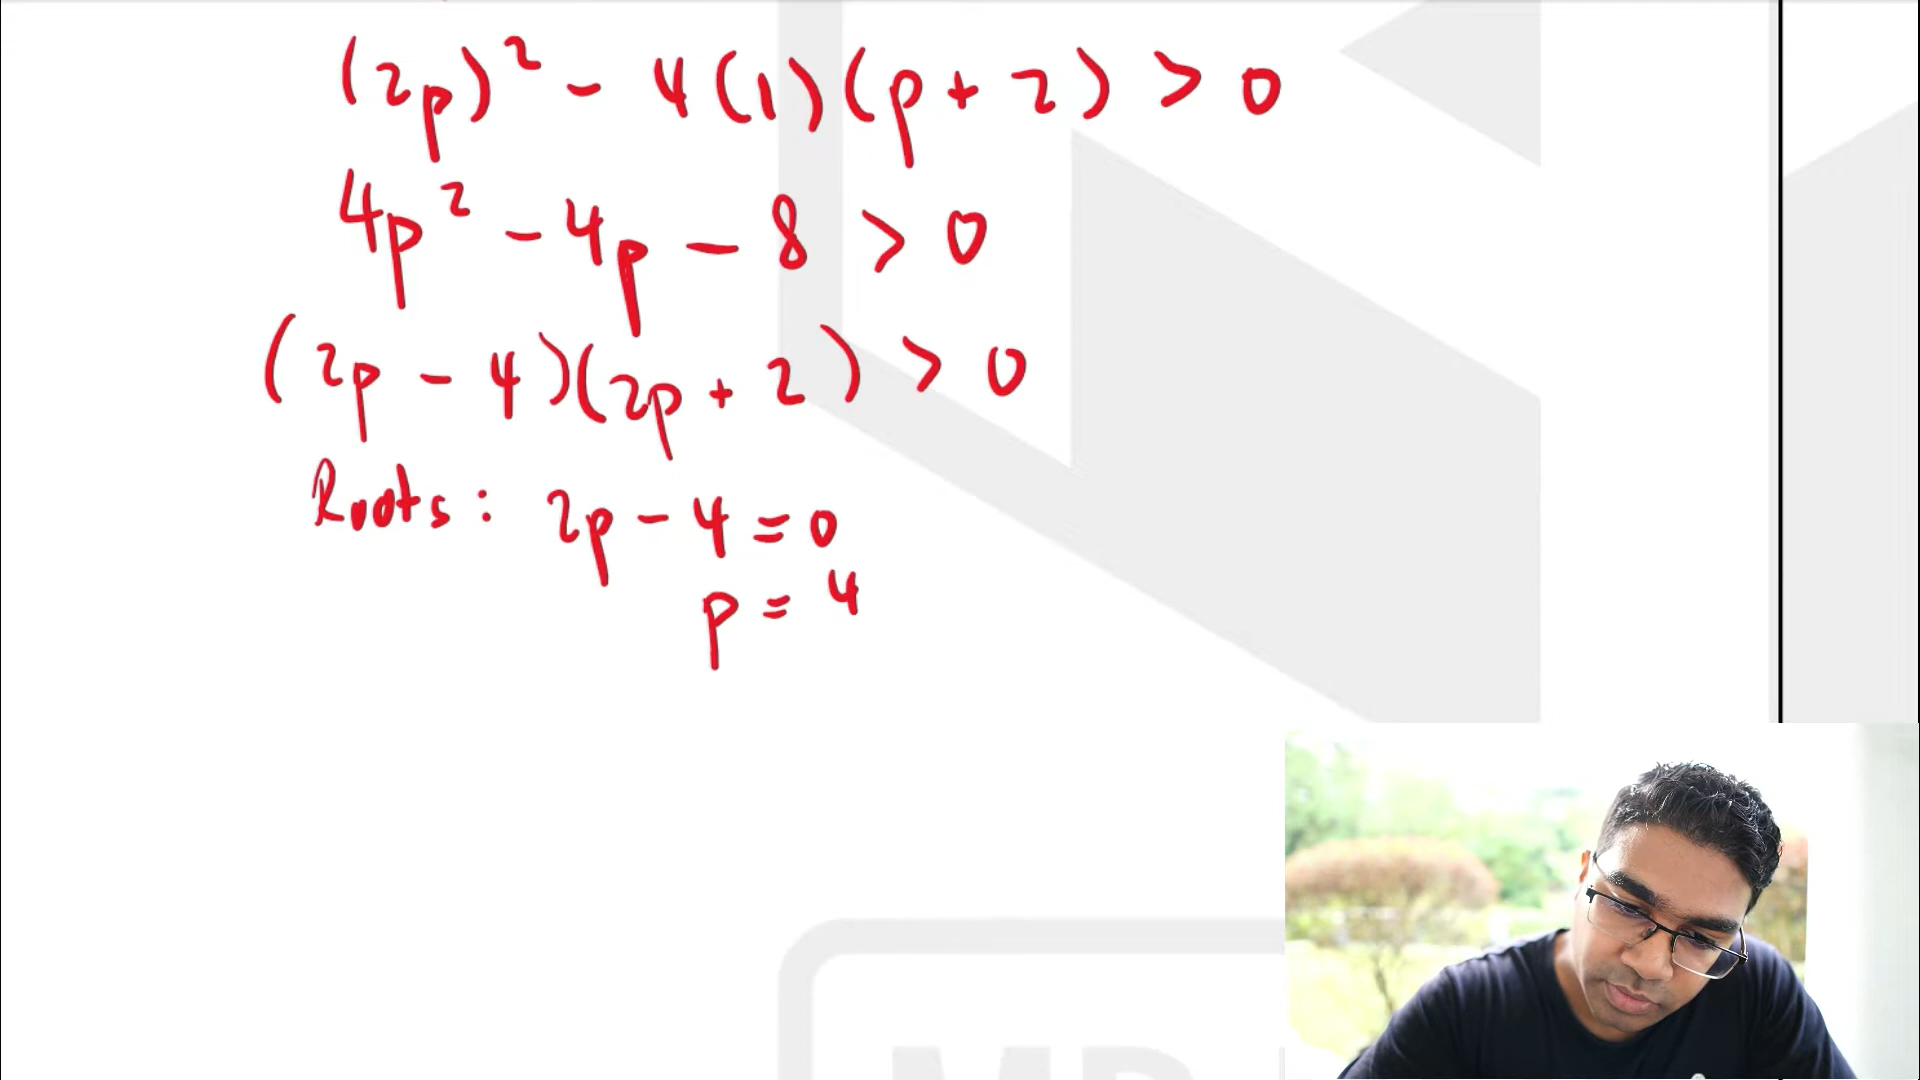 (2p)² - 4(1)(p + 2) > 0
4p² - 4p - 8 > 0
(2p - 4)(2p + 2) > 0
Roots: 2p - 4 = 0
p = 4